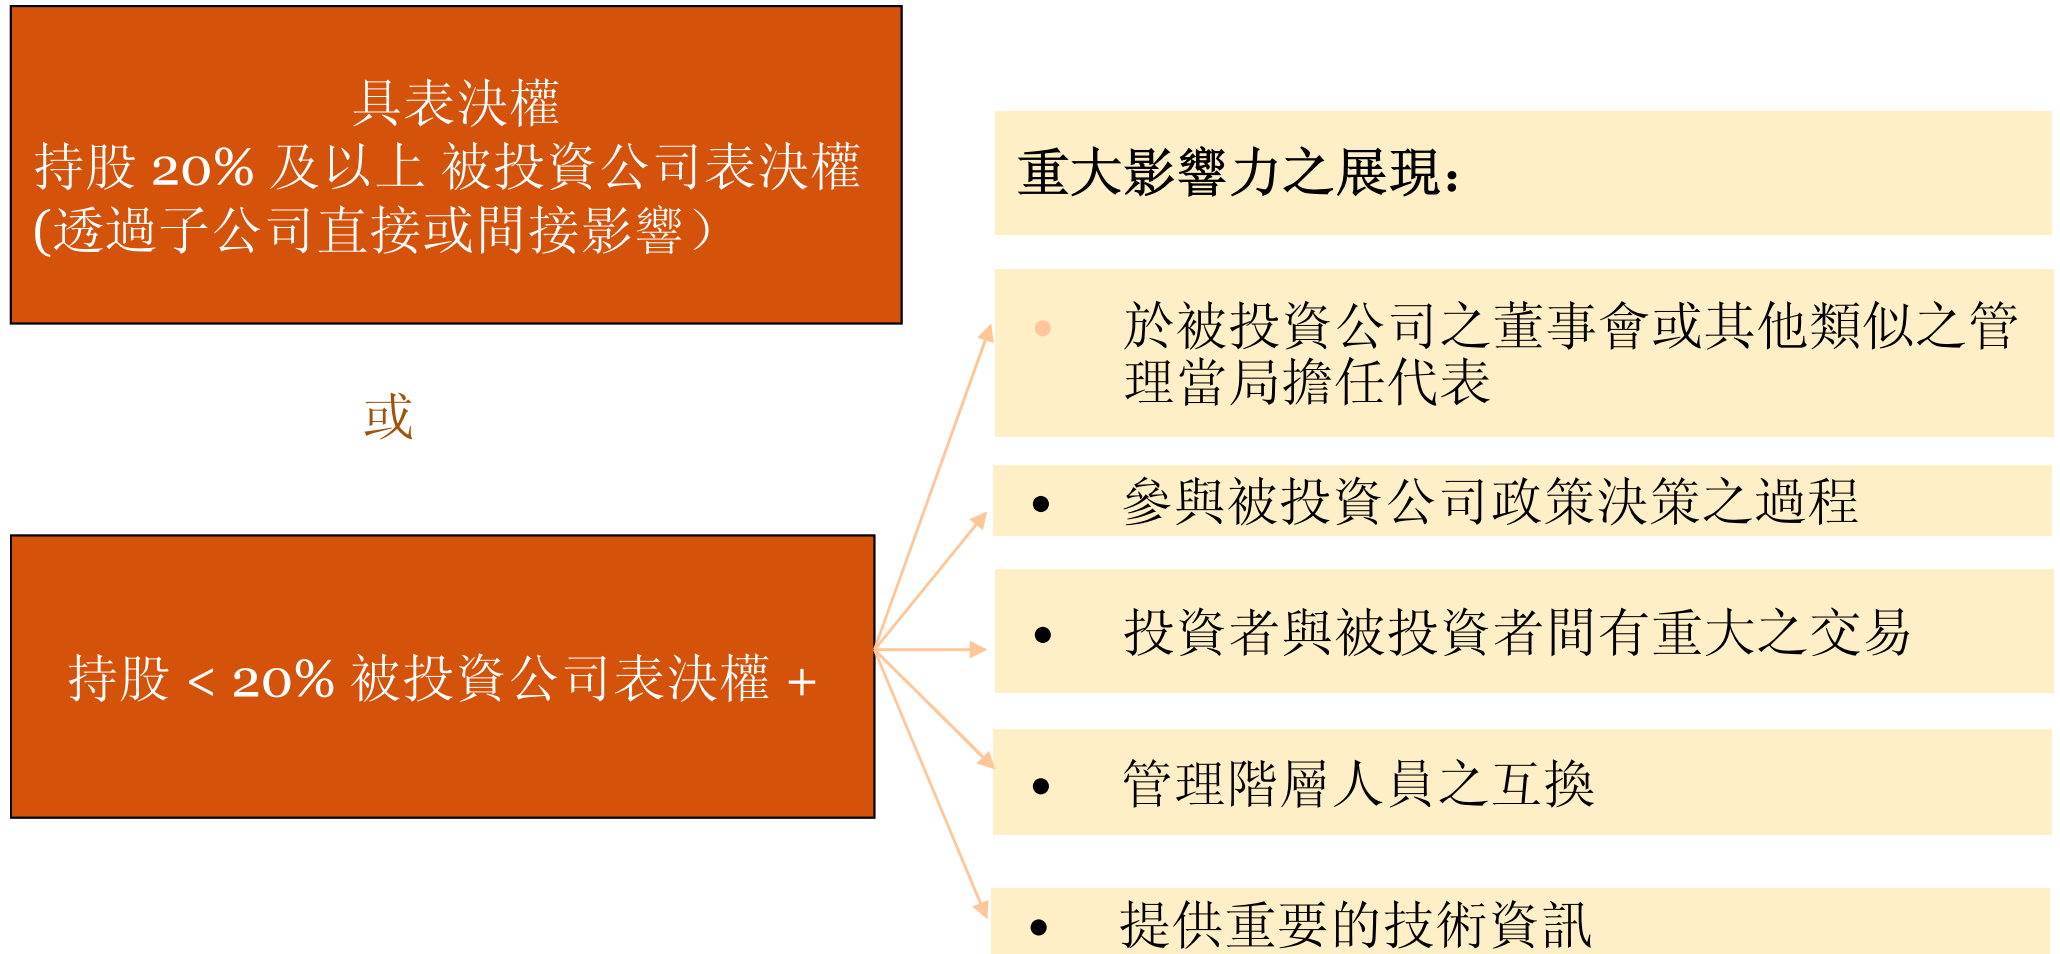 具表決權
持股 20% 及以上 被投資公司表決權
(透過子公司直接或間接影響）
或
持股 < 20% 被投資公司表決權 +
重大影響力之展現:
• 於被投資公司之董事會或其他類似之管
理當局擔任代表
• 參與被投資公司政策決策之過程
• 投資者與被投資者間有重大之交易
• 管理階層人員之互換
• 提供重要的技術資訊